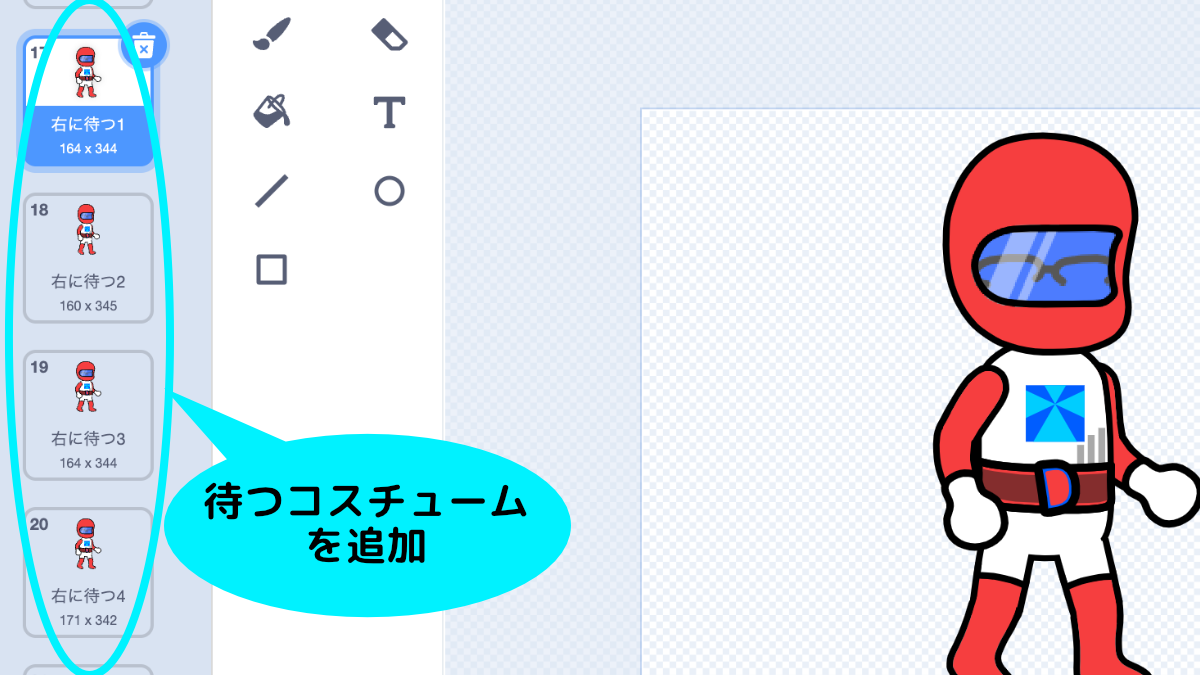 17
右に待つ1
164 x 344
18
右に待つ2
160 x 345
19
右に待つ3
164 x 344
20
右に待つ4
171 x 342
T
待つコスチューム
を追加